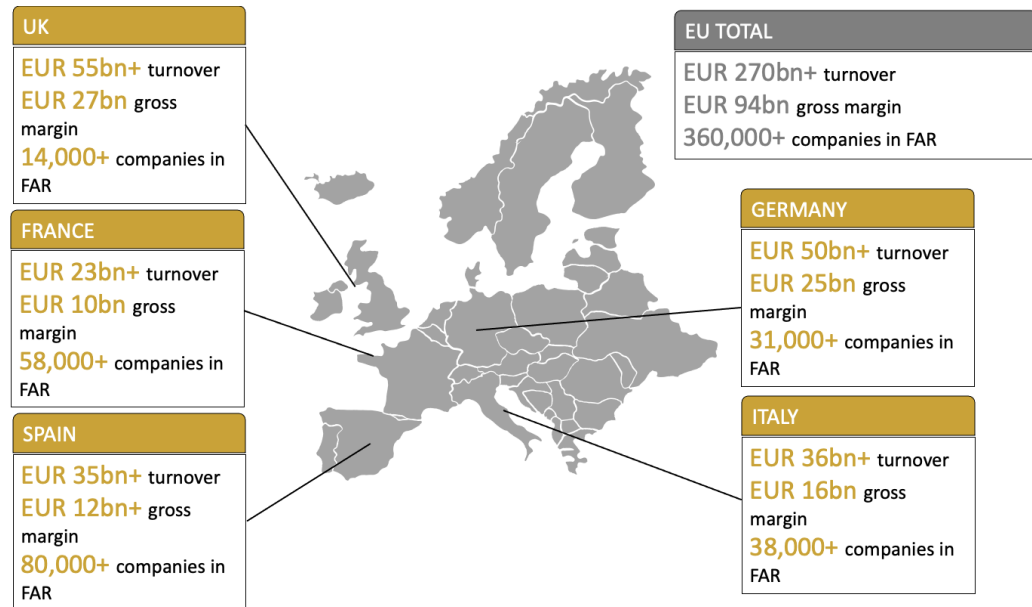 UK
EUR 55bn+ turnover
EUR 27bn gross
margin
14,000+ companies in
FAR
FRANCE
EUR 23bn+ turnover
EUR 10bn gross
margin
58,000+ companies in
FAR
SPAIN
EUR 35bn+ turnover
EUR 12bn+ gross
margin
80,000+ companies in
FAR
EU TOTAL
EUR 270bn+ turnover
EUR 94bn gross margin
360,000+ companies in FAR
GERMANY
EUR 50bn+ turnover
EUR 25bn gross
margin
31,000+ companies in
FAR
ITALY
EUR 36bn+ turnover
EUR 16bn gross
margin
38,000+ companies in
FAR